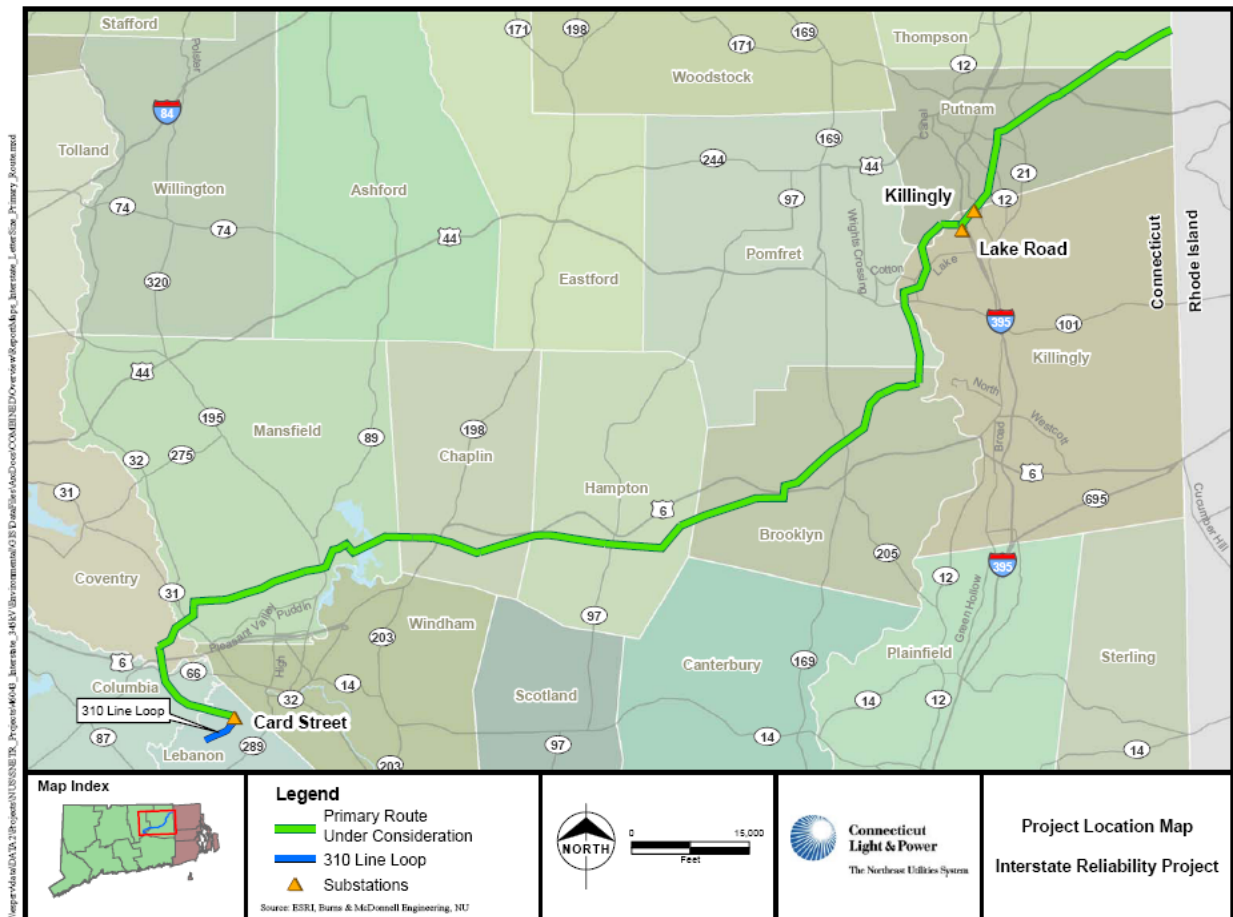 Stafford
Polster
171
198
171
169
Thompson
12
Woodstock
84
Putnam
Canal
Tolland
Willington
Ashford
169
244
44
21
74
97
Killingly
12
74
44
Wrights Crossing
Lake Road
Pomfret
Cotton
Lake
Eastford
320
Connecticut
Rhode Island
395
101
Killingly
44
North
195
Mansfield
89
198
Westcott
Chaplin
Broad
32
275
6
31
Hampton
6
695
Cucumber Hill
Brooklyn
205
395
Coventry
31
12
Pleasant Valley
Puddin
Green Hollow
203
Windham
97
6
66
High
Canterbury
169
Plainfield
Sterling
Columbia
14
Scotland
32
14
12
310 Line Loop
Card Street
87
Lebanon
289
97
14
14
203
Map Index
Legend
Primary Route
Under Consideration
310 Line Loop
Substations
Source: ESRI, Burns & McDonnell Engineering, NU
NORTH
0
15,000
Feet
Connecticut
Light & Power
The Northeast Utilities System
Project Location Map
Interstate Reliability Project